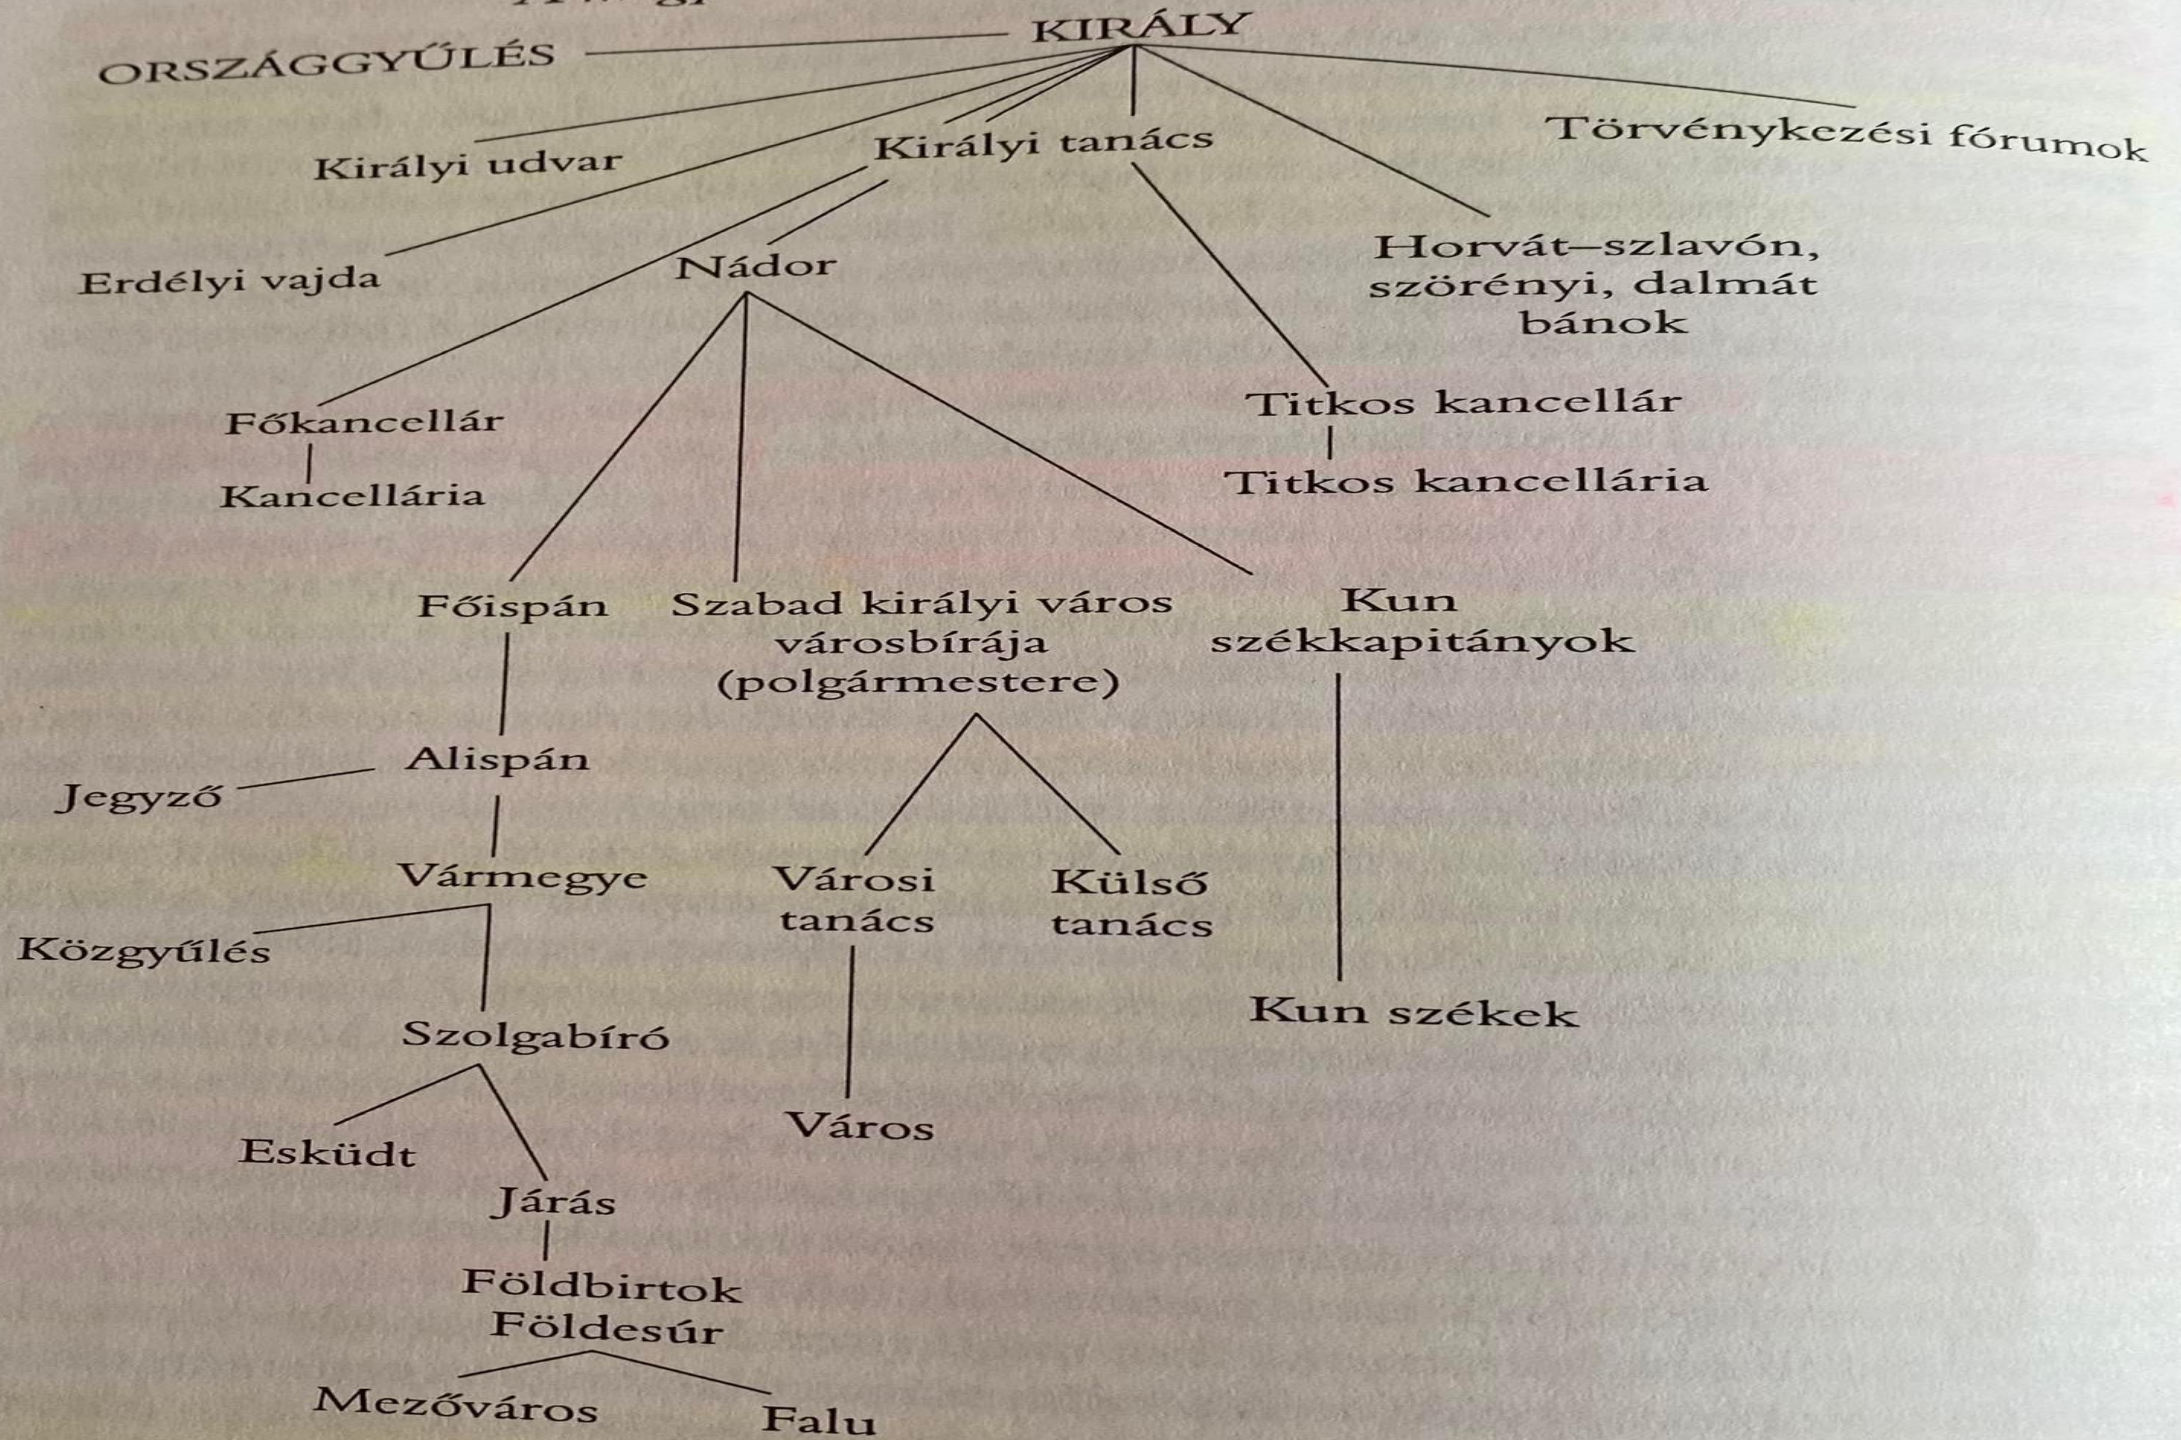 KIRÁLY
ORSZÁGGYŰLÉS
Törvénykezési fórumok
Királyi tanács
Királyi udvar
Horvát–szlavón,
szörényi, dalmát
bánok
Nádor
Erdélyi vajda
Titkos kancellár
Főkancellár
Titkos kancellária
Kancellária
Főispán
Szabad királyi város
városbírája
(polgármestere)
Kun
székkapitányok
Alispán
Jegyző
Vármegye
Városi
tanács
Külső
tanács
Közgyűlés
Kun székek
Szolgabíró
Város
Esküdt
Járás
Földbirtok
Földesúr
Mezőváros
Falu